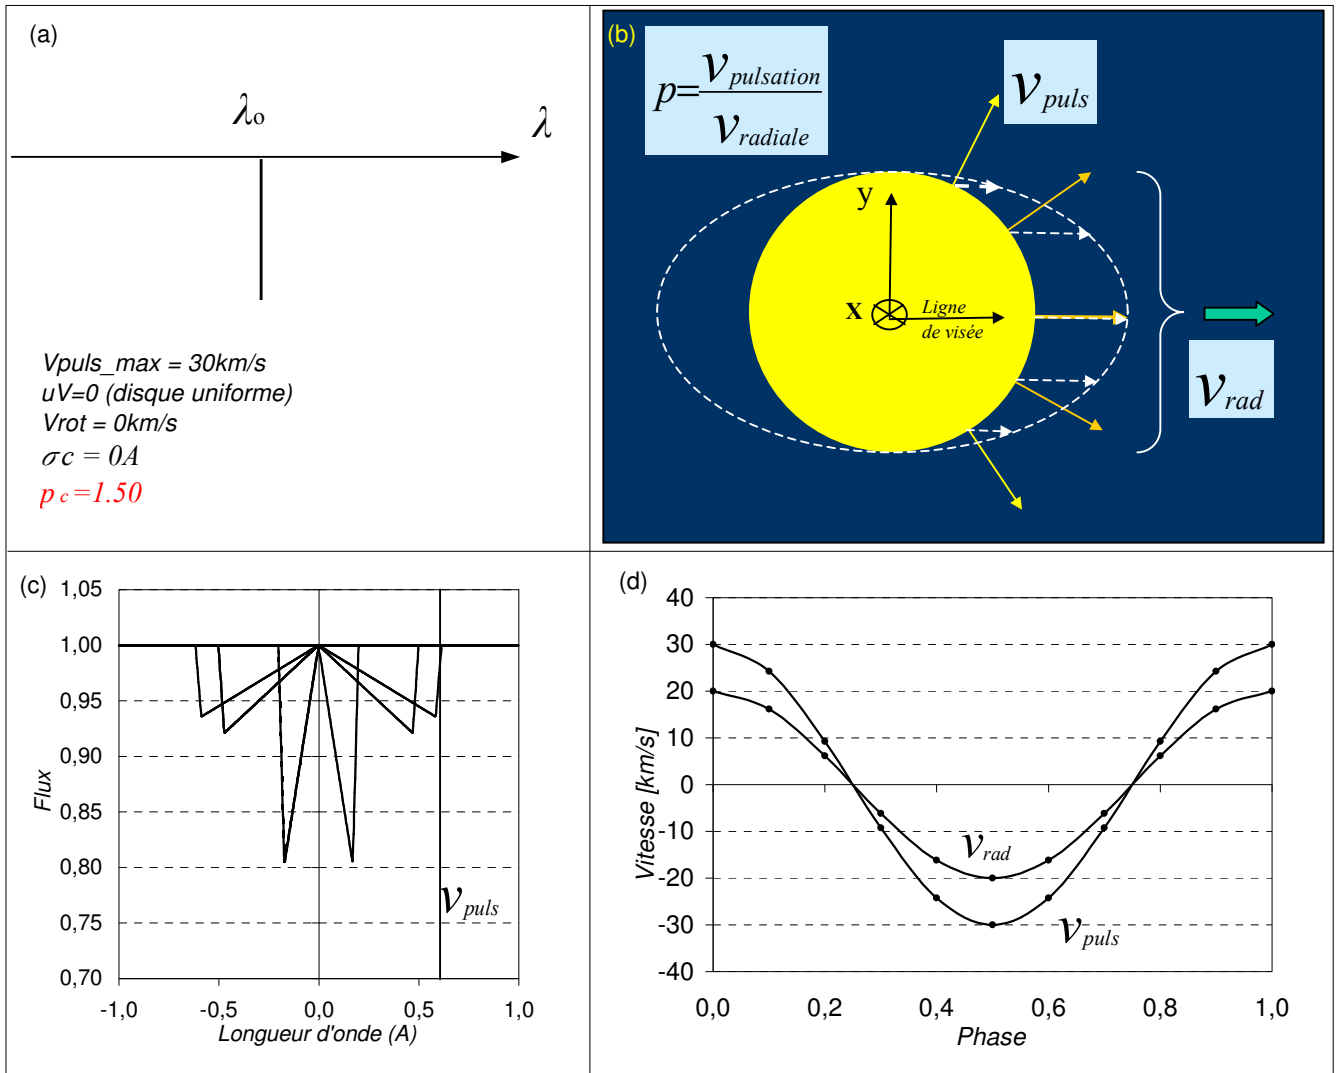 (a)
λo
λ
Vpuls_max = 30km/s
uV=0 (disque uniforme)
Vrot = 0km/s
σc = 0A
p c =1.50
(b)
p= v pulsation
v radiale
v puls
y
x
Ligne
de visée
v rad
(c)
1,05
1,00
0,95
0,90
0,85
0,80
0,75
0,70
Flux
v puls
-1,0 -0,5 0,0 0,5 1,0
Longueur d'onde (A)
(d)
40
30
20
10
0
-10
-20
-30
-40
Vitesse [km/s]
v rad
v puls
0,0 0,2 0,4 0,6 0,8 1,0
Phase